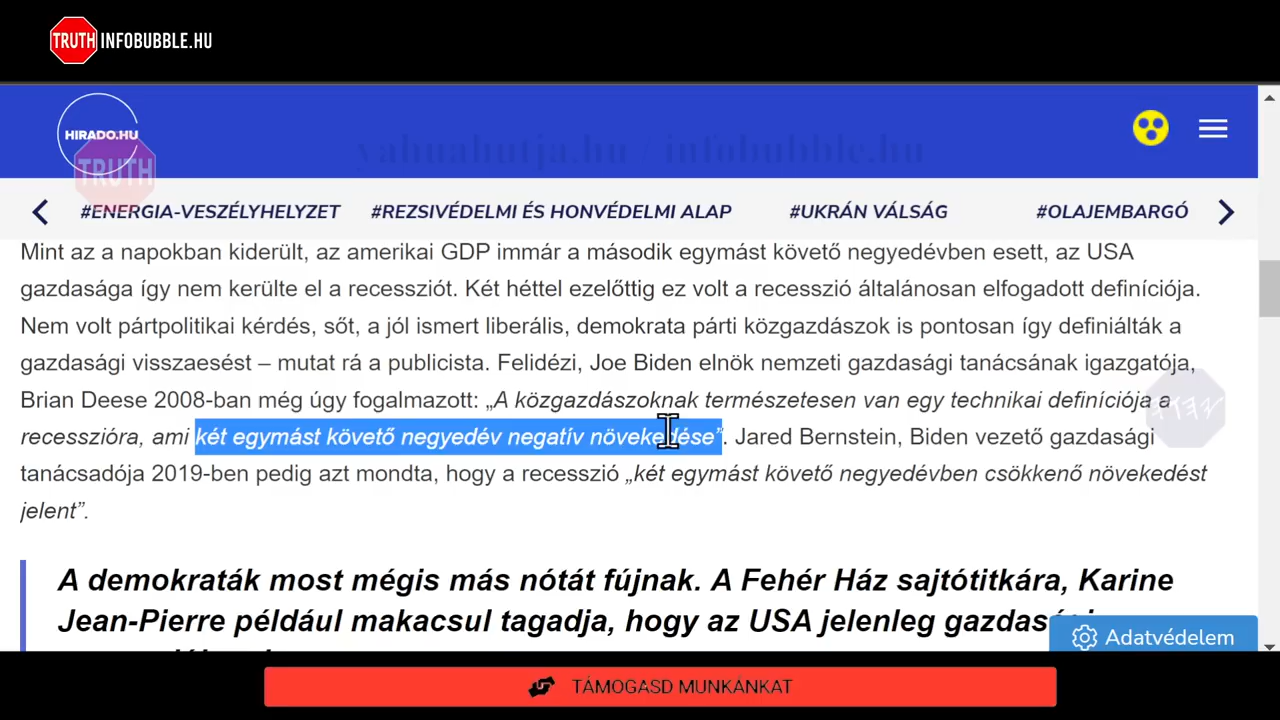 TRUTH INFOBUBBLE.HU
HIRADO.HU
TRUTH
yahuahutja.hu / infobubble.hu
#ENERGIA-VESZÉLYHELYZET #REZSIVÉDELMI ÉS HONVÉDELMI ALAP #UKRÁN VÁLSÁG #OLAJEMBARGÓ
Mint az a napokban kiderült, az amerikai GDP immár a második egymást követő negyedévben esett, az USA
gazdasága így nem kerülte el a recessziót. Két héttel ezelőttig ez volt a recesszió általánosan elfogadott definíciója.
Nem volt pártpolitikai kérdés, sőt, a jól ismert liberális, demokrata párti közgazdászok is pontosan így definiálták a
gazdasági visszaesést – mutat rá a publicista. Felidézi, Joe Biden elnök nemzeti gazdasági tanácsának igazgatója,
Brian Deese 2008-ban még úgy fogalmazott: „A közgazdászoknak természetesen van egy technikai definíciója a
recesszióra, ami két egymást követő negyedév negatív növekedése”. Jared Bernstein, Biden vezető gazdasági
tanácsadója 2019-ben pedig azt mondta, hogy a recesszió „két egymást követő negyedévben csökkenő növekedést
jelent”.
A demokraták most mégis más nótát fújnak. A Fehér Ház sajtótitkára, Karine
Jean-Pierre például makacsul tagadja, hogy az USA jelenleg
Adatvédelem
TÁMOGASD MUNKÁNKAT